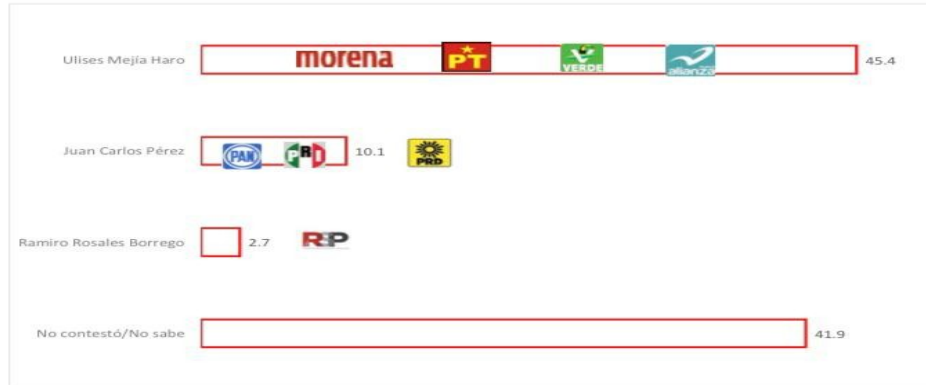 Ulises Mejía Haro morena PT VERDE alianza 45.4
Juan Carlos Pérez PAN PRI 10.1 PRD
Ramiro Rosales Borrego 2.7 RSP
No contestó/No sabe 41.9